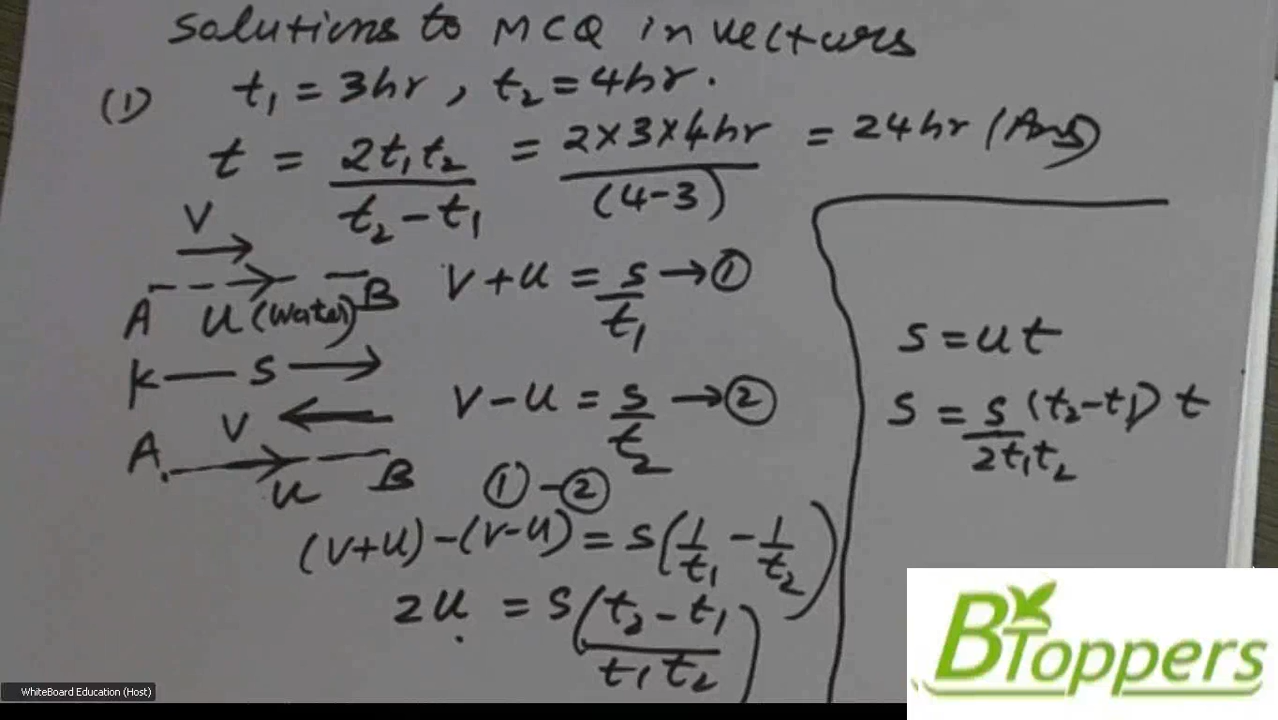 Solutions to MCQ in vectors
(1) t₁ = 3hr, t₂ = 4hr.
t = 2t₁t₂/(t₂ - t₁) = 2×3×4hr/(4-3) = 24hr (Ans)
V
A B
u (water)
V+u = s/t₁ → ①
K — s →
V
A B
u
V-u = s/t₂ → ②
① - ②
(V+u) - (V-u) = s(1/t₁ - 1/t₂)
2u = s(t₂ - t₁/t₁t₂)
s = ut
s = s/2t₁t₂ (t₂-t₁) t
BToppers
WhiteBoard Education (Host)